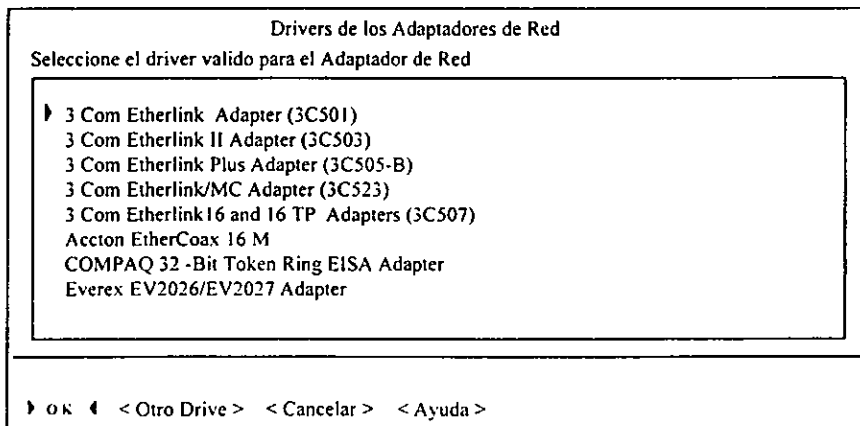 Drivers de los Adaptadores de Red
Seleccione el driver valido para el Adaptador de Red
3 Com Etherlink Adapter (3C501)
3 Com Etherlink II Adapter (3C503)
3 Com Etherlink Plus Adapter (3C505-B)
3 Com Etherlink/MC Adapter (3C523)
3 Com Etherlink16 and 16 TP Adapters (3C507)
Accton EtherCoax 16 M
COMPAQ 32 -Bit Token Ring EISA Adapter
Everex EV2026/EV2027 Adapter
OK < Otro Drive > < Cancelar > < Ayuda >